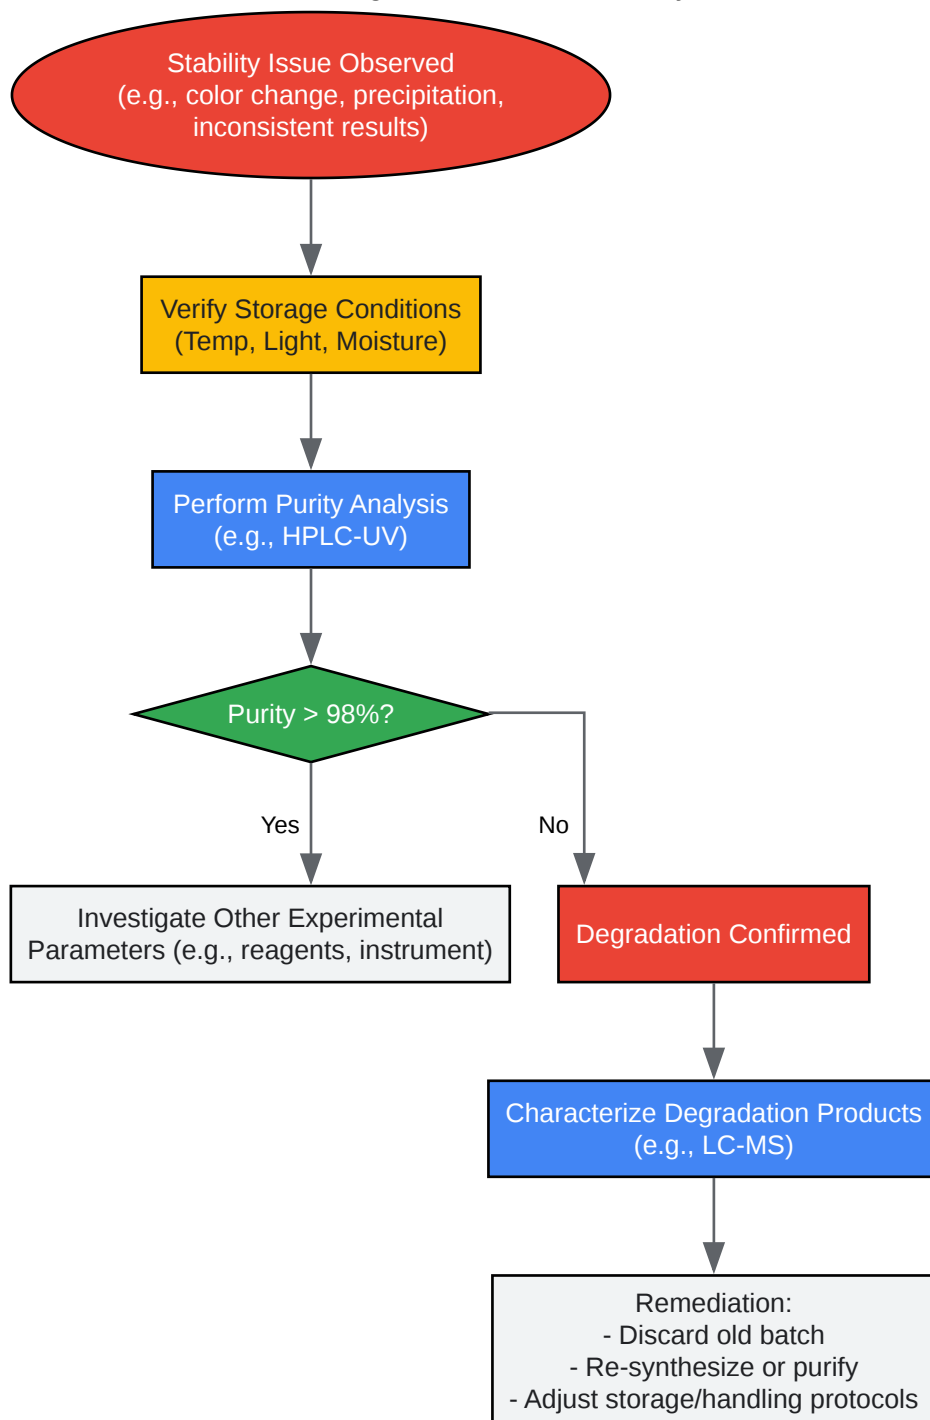 Stability Issue Observed
(e.g., color change, precipitation,
inconsistent results)
Verify Storage Conditions
(Temp, Light, Moisture)
Perform Purity Analysis
(e.g., HPLC-UV)
Purity > 98%?
Yes
No
Investigate Other Experimental
Parameters (e.g., reagents, instrument)
Degradation Confirmed
Characterize Degradation Products
(e.g., LC-MS)
Remediation:
- Discard old batch
- Re-synthesize or purify
- Adjust storage/handling protocols